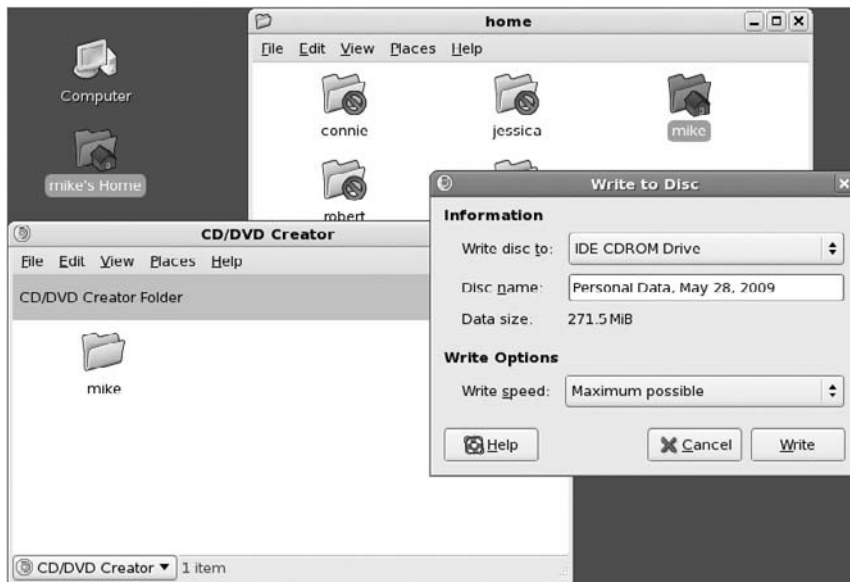 home
File Edit View Places Help
Computer
connie
jessica
mike
mike's Home
robert
Write to Disc
Information
Write disc to: IDE CDROM Drive
Disc name: Personal Data, May 28, 2009
Data size: 271.5 MiB
Write Options
Write speed: Maximum possible
Help
Cancel
Write
CD/DVD Creator
File Edit View Places Help
CD/DVD Creator Folder
mike
CD/DVD Creator
1 item